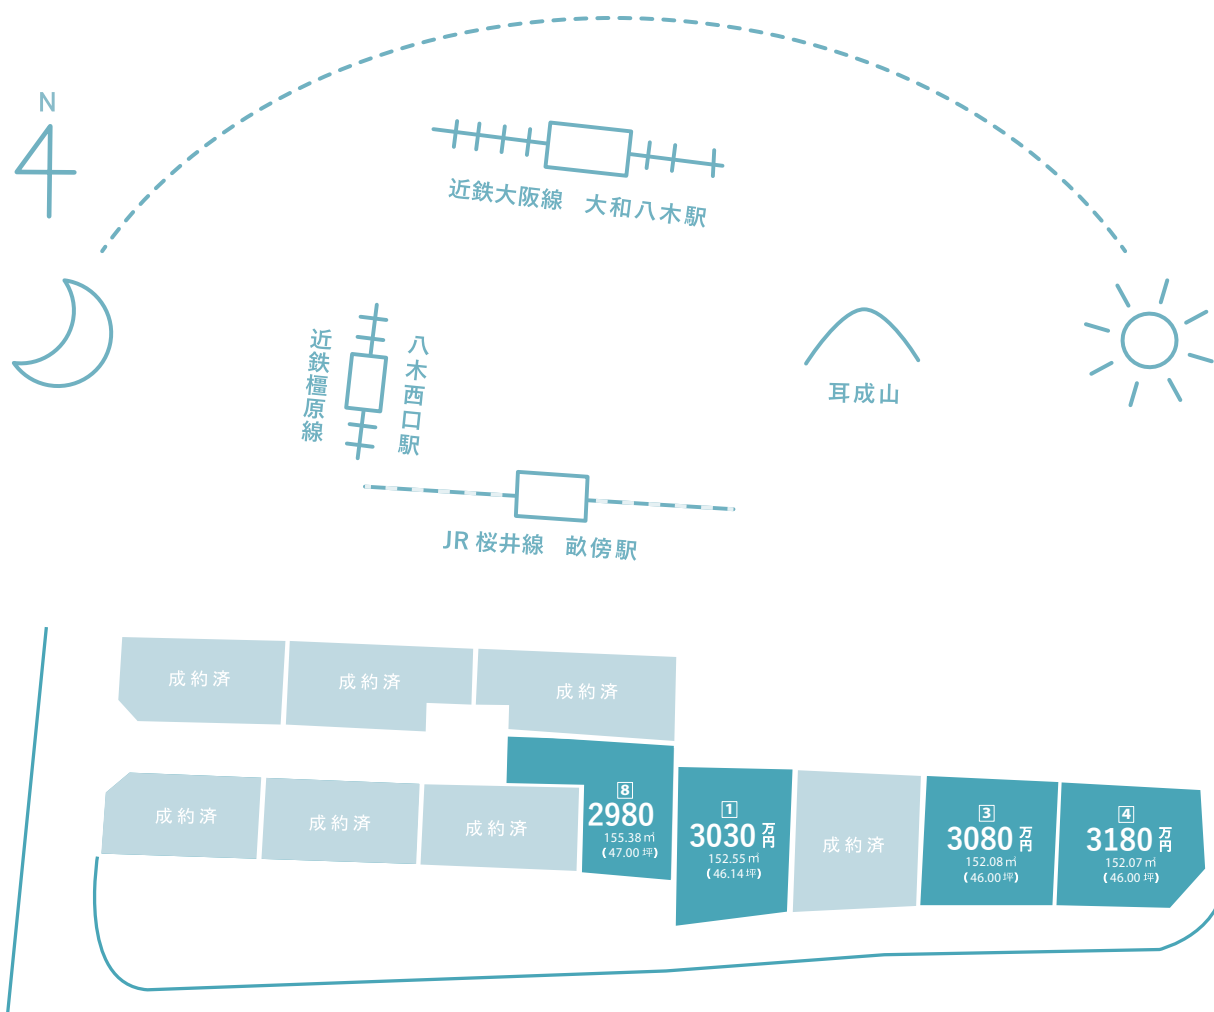 N
近鉄大阪線　大和八木駅
近鉄橿原線
八木西口駅
耳成山
JR 桜井線　畝傍駅
成約済
成約済
成約済
成約済
成約済
成約済
8
2980
155.38㎡
(47.00坪)
1
3030万円
152.55㎡
(46.14坪)
成約済
3
3080万円
152.08㎡
(46.00坪)
4
3180万円
152.07㎡
(46.00坪)